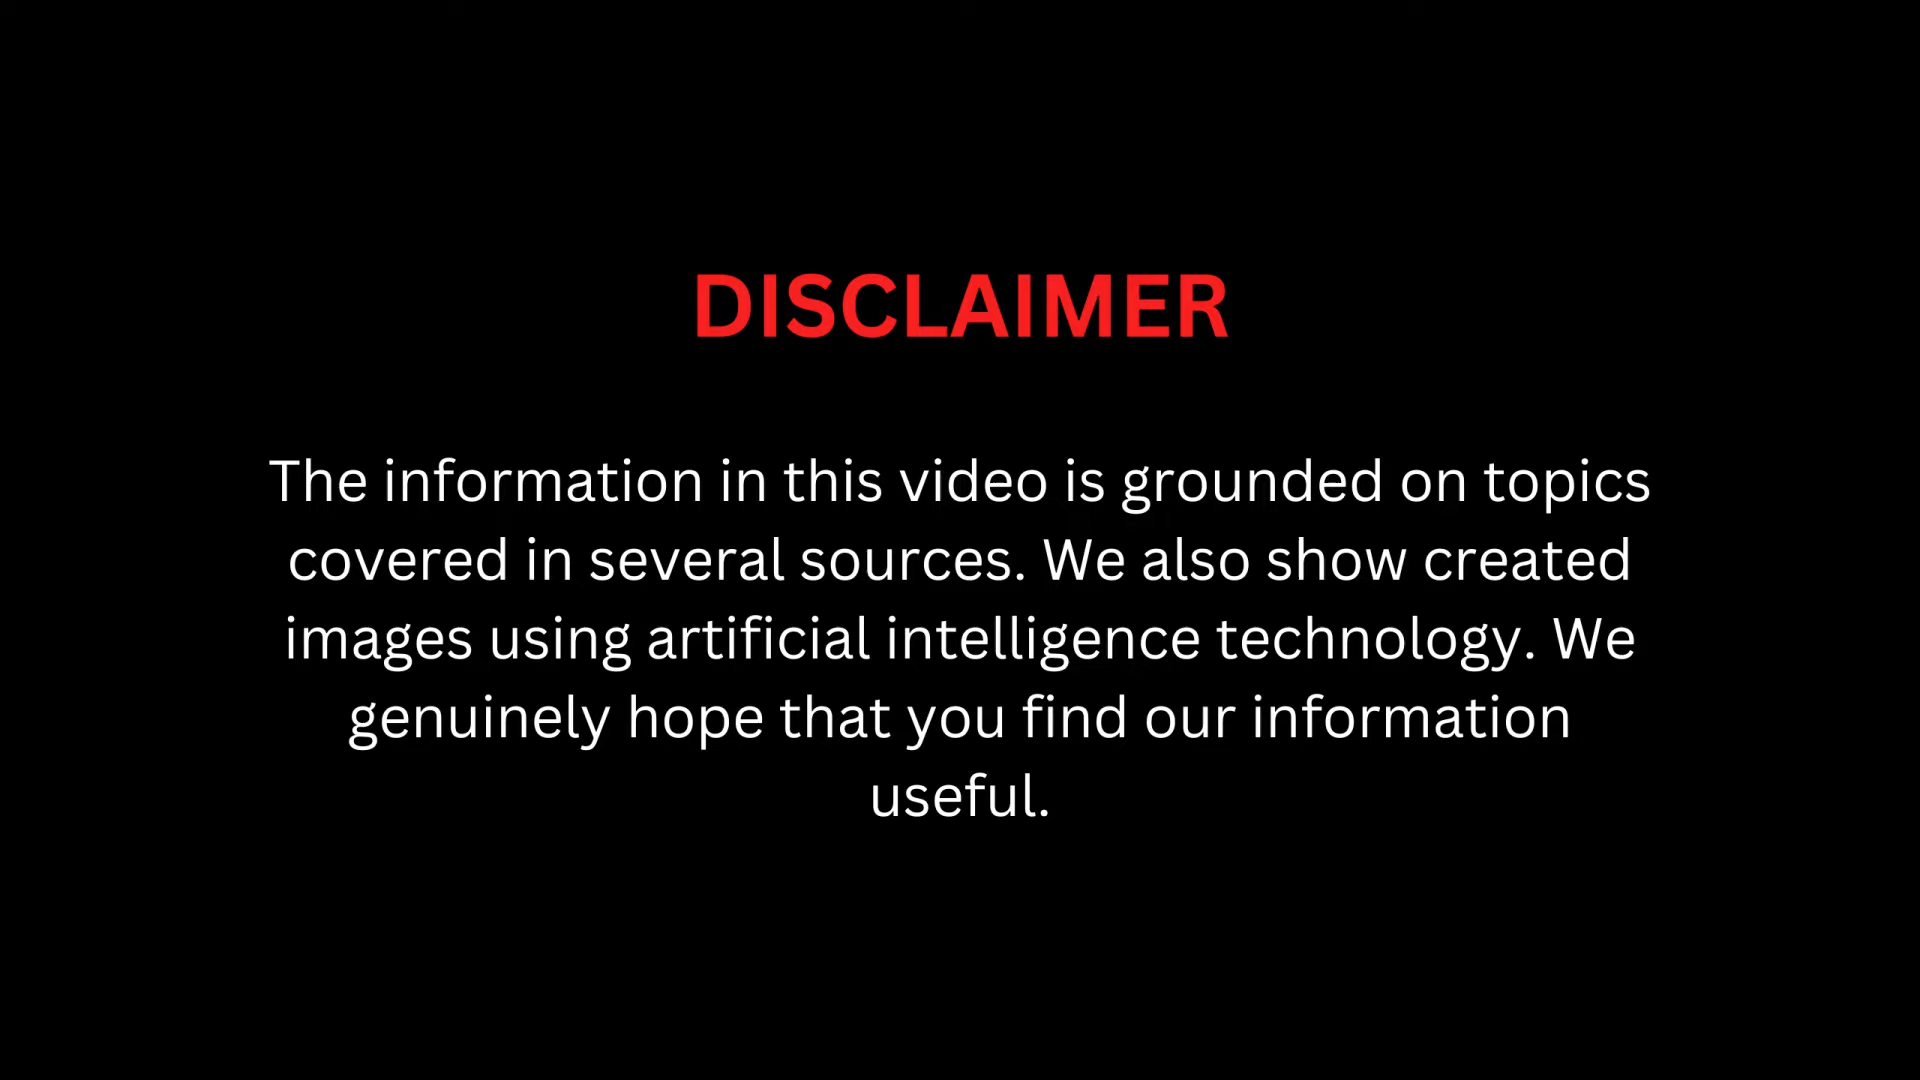 DISCLAIMER
The information in this video is grounded on topics
covered in several sources. We also show created
images using artificial intelligence technology. We
genuinely hope that you find our information
useful.